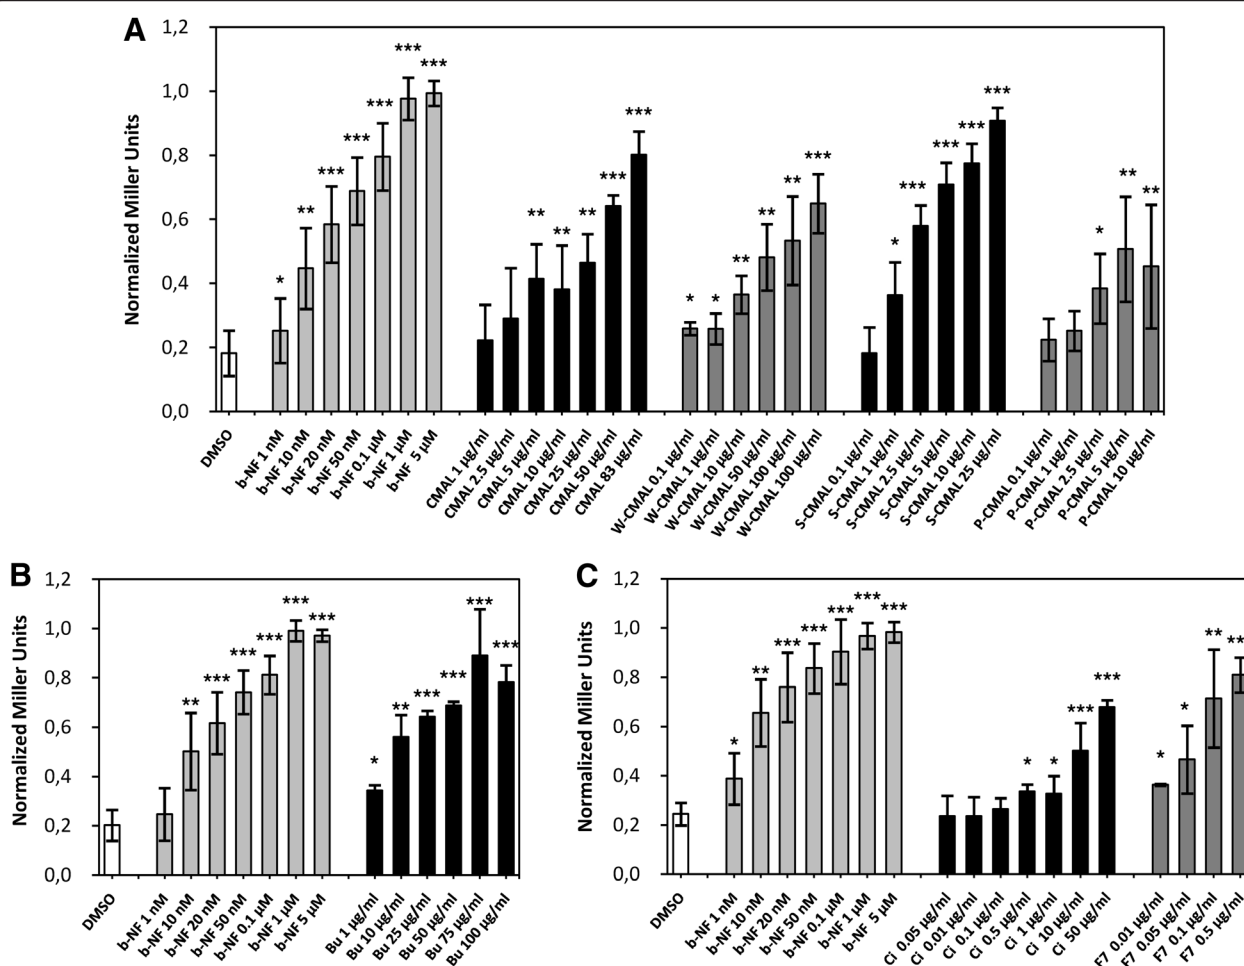 A
Normalized Miller Units
1,2
1,0
0,8
0,6
0,4
0,2
0,0
* ** *** *** *** *** ***
** ** ** *** ***
* * ** ** ** ***
* *** *** *** ***
* ** **
DMSO
b-NF 1 nM
b-NF 10 nM
b-NF 20 nM
b-NF 50 nM
b-NF 0.1 µM
b-NF 1 µM
b-NF 5 µM
CMAL 1 µg/ml
CMAL 2.5 µg/ml
CMAL 5 µg/ml
CMAL 10 µg/ml
CMAL 25 µg/ml
CMAL 50 µg/ml
CMAL 83 µg/ml
W-CMAL 0.1 µg/ml
W-CMAL 1 µg/ml
W-CMAL 10 µg/ml
W-CMAL 50 µg/ml
W-CMAL 100 µg/ml
W-CMAL 100 µg/ml
S-CMAL 0.1 µg/ml
S-CMAL 1 µg/ml
S-CMAL 2.5 µg/ml
S-CMAL 5 µg/ml
S-CMAL 10 µg/ml
S-CMAL 25 µg/ml
P-CMAL 0.1 µg/ml
P-CMAL 1 µg/ml
P-CMAL 2.5 µg/ml
P-CMAL 5 µg/ml
P-CMAL 10 µg/ml
B
Normalized Miller Units
1,2
1,0
0,8
0,6
0,4
0,2
0,0
** *** *** *** *** ***
* ** *** *** *** ***
DMSO
b-NF 1 nM
b-NF 10 nM
b-NF 20 nM
b-NF 50 nM
b-NF 0.1 µM
b-NF 1 µM
b-NF 5 µM
Bu 1 µg/ml
Bu 10 µg/ml
Bu 25 µg/ml
Bu 50 µg/ml
Bu 75 µg/ml
Bu 100 µg/ml
C
Normalized Miller Units
1,2
1,0
0,8
0,6
0,4
0,2
0,0
* ** *** *** *** *** ***
* * *** ***
* * ** **
DMSO
b-NF 1 nM
b-NF 10 nM
b-NF 20 nM
b-NF 50 nM
b-NF 0.1 µM
b-NF 1 µM
b-NF 5 µM
Ci 0.05 µg/ml
Ci 0.01 µg/ml
Ci 0.1 µg/ml
Ci 0.5 µg/ml
Ci 1 µg/ml
Ci 10 µg/ml
Ci 50 µg/ml
F7 0.01 µg/ml
F7 0.05 µg/ml
F7 0.1 µg/ml
F7 0.5 µg/ml